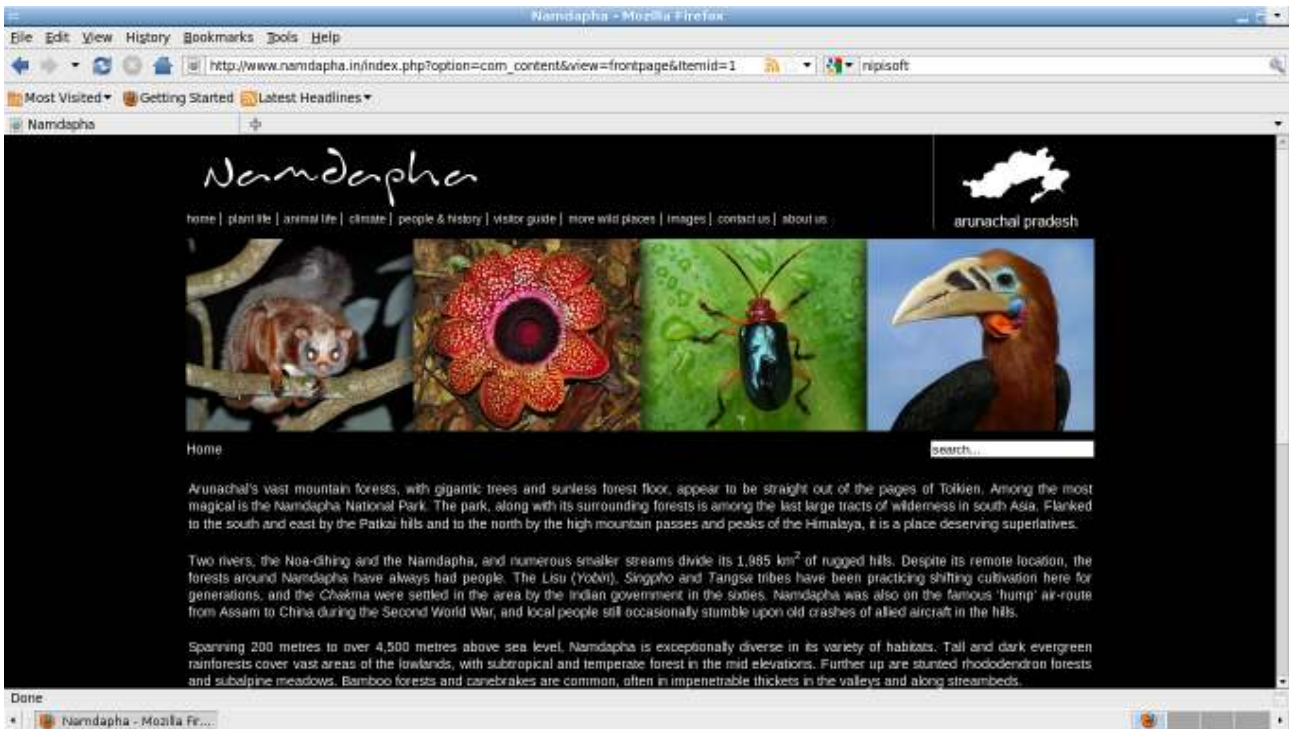 Namdapha - Mozilla Firefox
File Edit View History Bookmarks Tools Help
http://www.namdapha.in/index.php?option=com_content&view=frontpage&Itemid=1 nipisoft
Most Visited Getting Started Latest Headlines
Namdapha
Namdapha
home | plant life | animal life | climate | people & history | visitor guide | more wild places | images | contact us | about us
arunachal pradesh
Home
search...
Arunachal's vast mountain forests, with gigantic trees and sunless forest floor, appear to be straight out of the pages of Tolkien. Among the most
magical is the Namdapha National Park. The park, along with its surrounding forests is among the last large tracts of wilderness in south Asia. Flanked
to the south and east by the Patkai hills and to the north by the high mountain passes and peaks of the Himalaya, it is a place deserving superlatives.
Two rivers, the Noa-dihing and the Namdapha, and numerous smaller streams divide its 1,985 km² of rugged hills. Despite its remote location, the
forests around Namdapha have always had people. The Lisu (Yobin), Singpho and Tangsa tribes have been practicing shifting cultivation here for
generations, and the Chakma were settled in the area by the Indian government in the sixties. Namdapha was also on the famous 'hump' air-route
from Assam to China during the Second World War, and local people still occasionally stumble upon old crashes of allied aircraft in the hills.
Spanning 200 metres to over 4,500 metres above sea level, Namdapha is exceptionally diverse in its variety of habitats. Tall and dark evergreen
rainforests cover vast areas of the lowlands, with subtropical and temperate forest in the mid elevations. Further up are stunted rhododendron forests
and subalpine meadows. Bamboo forests and canebrakes are common, often in impenetrable thickets in the valleys and along streambeds.
Done
Namdapha - Mozilla Fir...